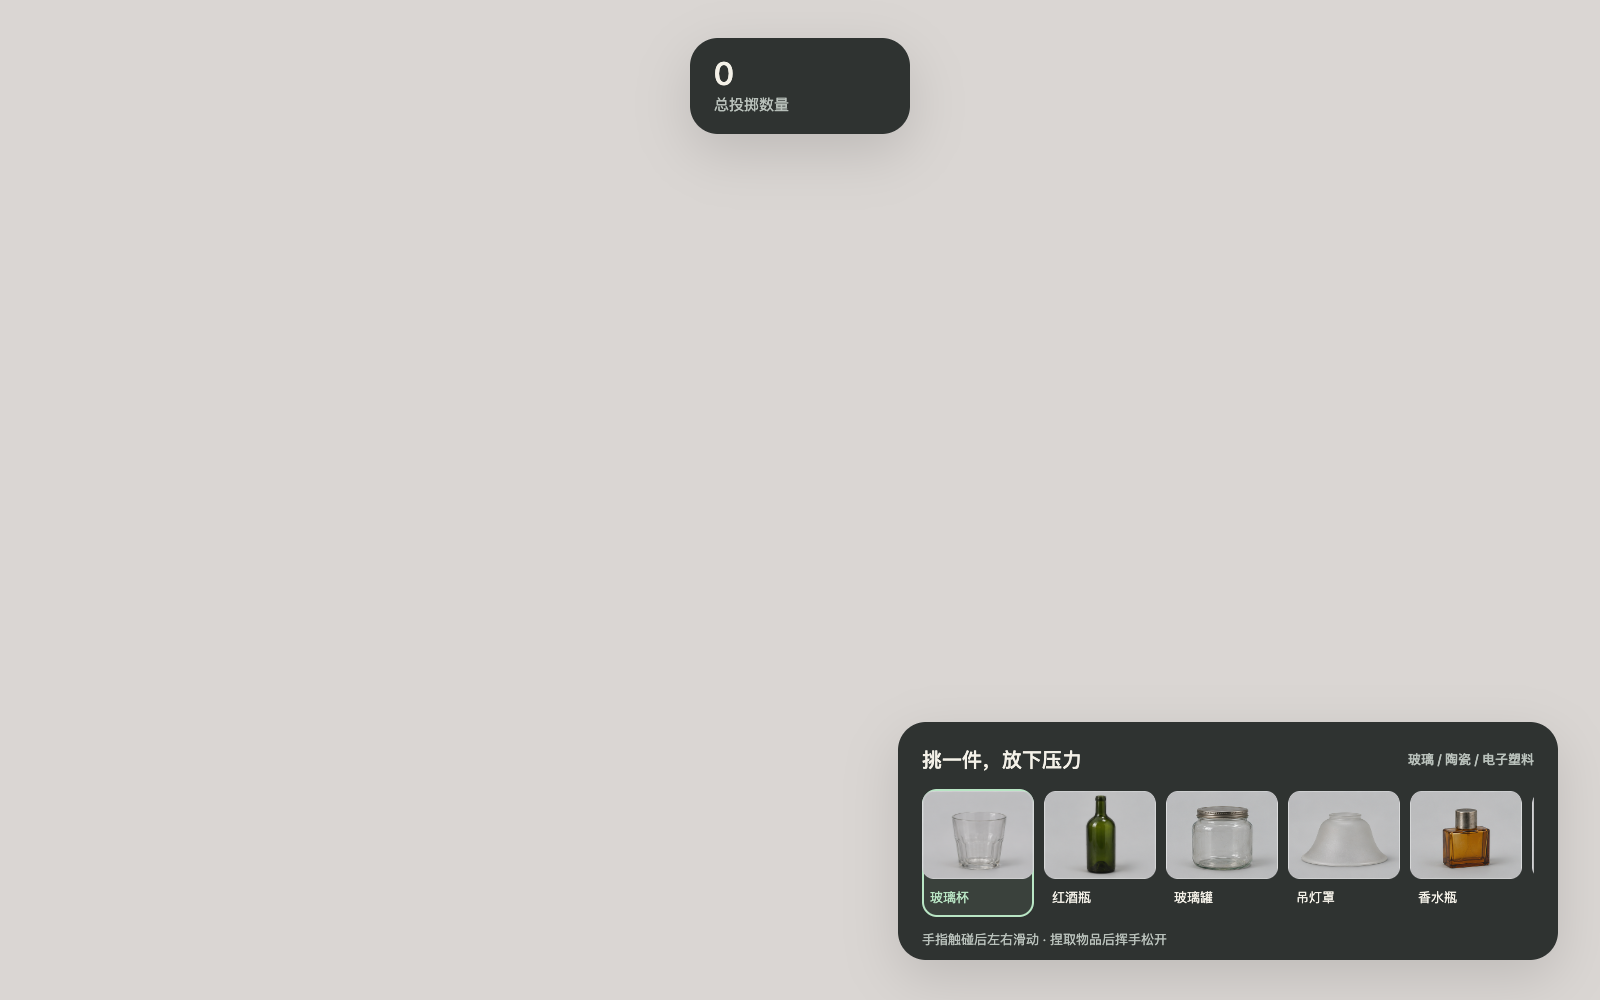 0
总投掷数量
挑一件，放下压力
玻璃 / 陶瓷 / 电子塑料
玻璃杯
红酒瓶
玻璃罐
吊灯罩
香水瓶
手指触碰后左右滑动 · 捏取物品后挥手松开